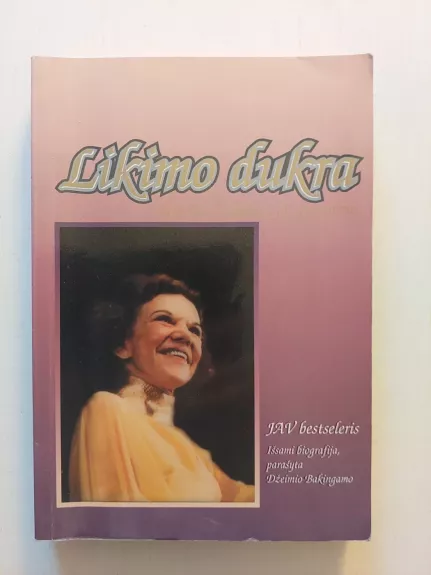 Likimo dukra
JAV bestseleris
Išsami biografija,
parašyta
Džeimio Bakingamo